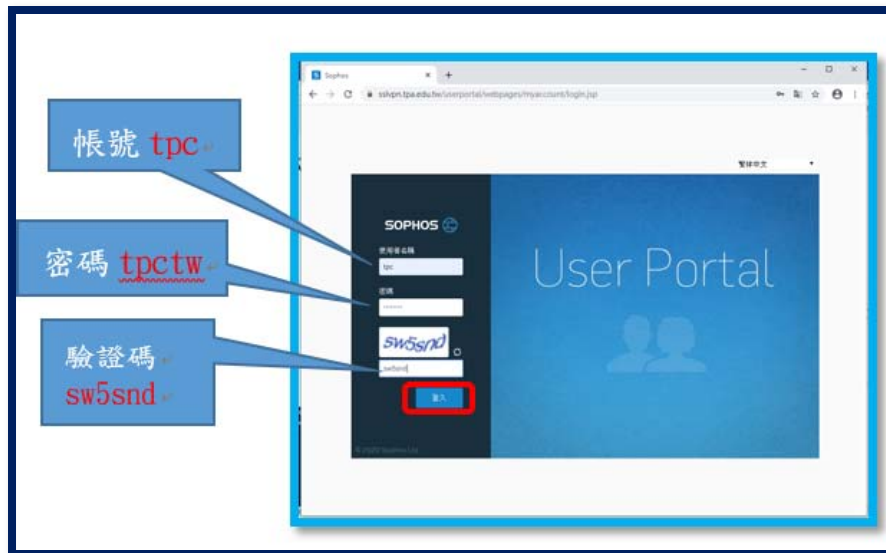 帳號 tpc
密碼 tpctw
驗證碼
sw5snd
Sophos
sslvpn.tpa.edu.tw/userportal/webpages/myaccount/login.jsp
繁體中文
SOPHOS
使用者名稱
tpc
密碼
sw5snd
sw5snd
登入
User Portal